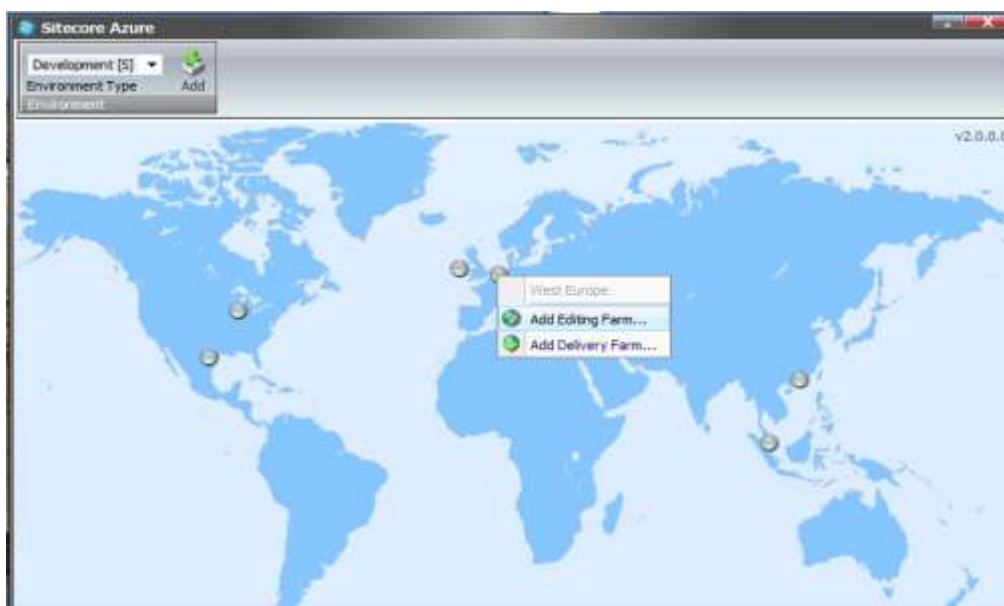 Sitecore Azure
Development [S]
Environment Type
Add
Environment
v2.0.0.0
West Europe
Add Editing Farm...
Add Delivery Farm...